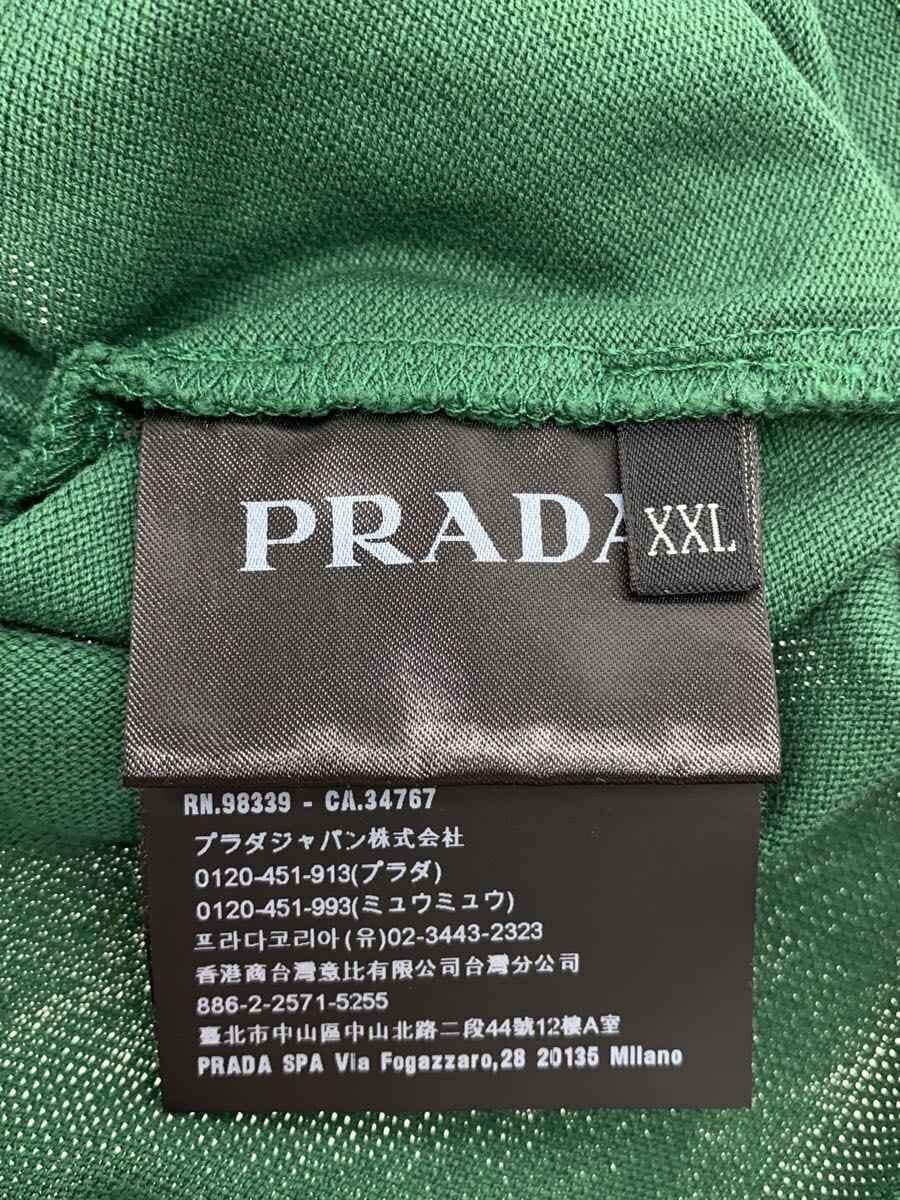 PRADA
XXL
RN.98339 - CA.34767
プラダジャパン株式会社
0120-451-913(プラダ)
0120-451-993(ミュウミュウ)
프라다코리아(유)02-3443-2323
香港商台灣意比有限公司台灣分公司
886-2-2571-5255
臺北市中山區中山北路二段44號12樓A室
PRADA SPA Via Fogazzaro,28 20135 Milano